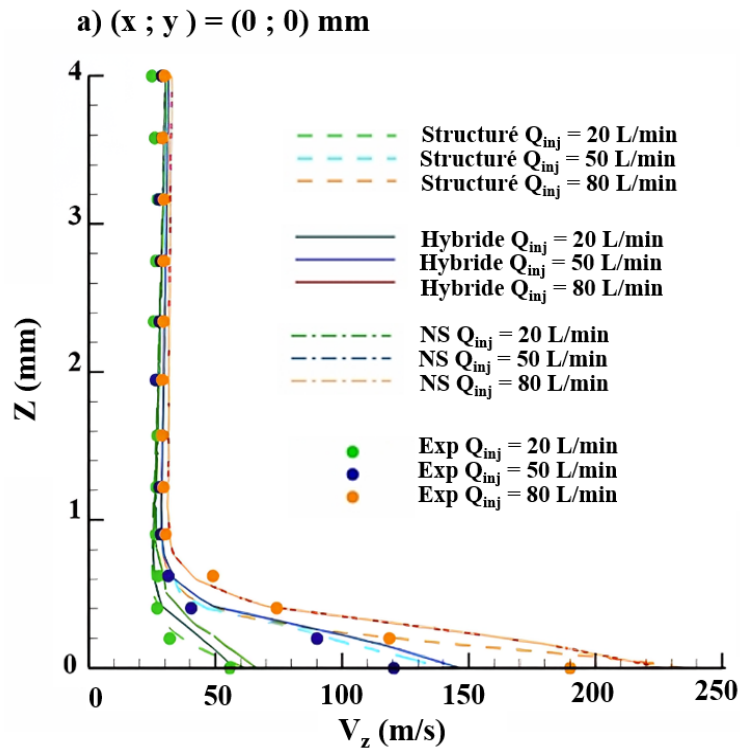 a) (x ; y ) = (0 ; 0) mm
4
3
2
1
0
Z (mm)
Structuré Qinj = 20 L/min
Structuré Qinj = 50 L/min
Structuré Qinj = 80 L/min
Hybride Qinj = 20 L/min
Hybride Qinj = 50 L/min
Hybride Qinj = 80 L/min
NS Qinj = 20 L/min
NS Qinj = 50 L/min
NS Qinj = 80 L/min
Exp Qinj = 20 L/min
Exp Qinj = 50 L/min
Exp Qinj = 80 L/min
0 50 100 150 200 250
Vz (m/s)